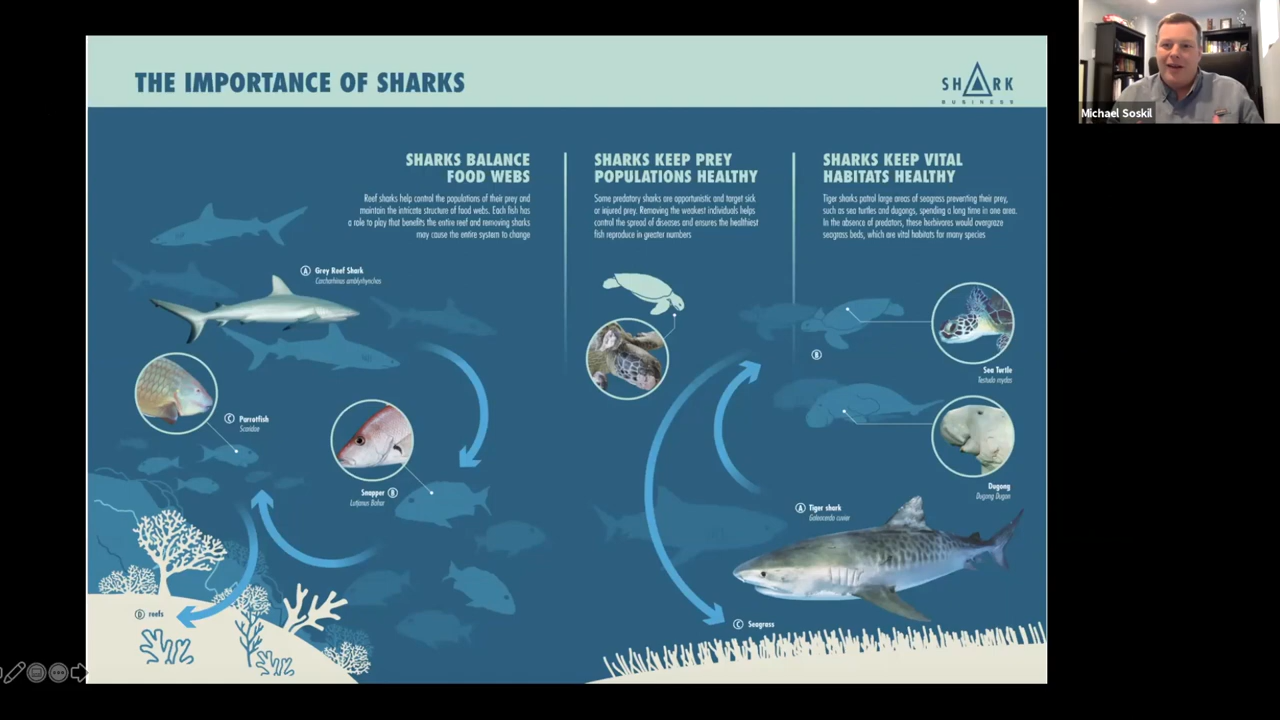 THE IMPORTANCE OF SHARKS
SHARK
BUSINESS
Michael Soskil
SHARKS BALANCE
FOOD WEBS
Reef sharks help control the populations of their prey and
maintain the intricate structure of food webs. Each fish has
a role to play that benefits the entire reef and removing sharks
may cause the entire system to change
SHARKS KEEP PREY
POPULATIONS HEALTHY
Some predatory sharks are opportunistic and target sick
or injured prey. Removing the weakest individuals helps
control the spread of diseases and ensures the healthiest
fish reproduce in greater numbers
SHARKS KEEP VITAL
HABITATS HEALTHY
Tiger sharks patrol large areas of seagrass preventing their prey,
such as sea turtles and dugongs, spending a long time in one area.
In the absence of predators, these herbivores would overgraze
seagrass beds, which are vital habitats for many species
A Grey Reef Shark
Carcharhinus amblyrhynchos
C Parrotfish
Scaridae
Snapper B
Lutjanus Bohar
D reefs
B
Sea Turtle
Testudo mydas
Dugong
Dugong Dugon
A Tiger shark
Galeocerdo cuvier
C Seagrass